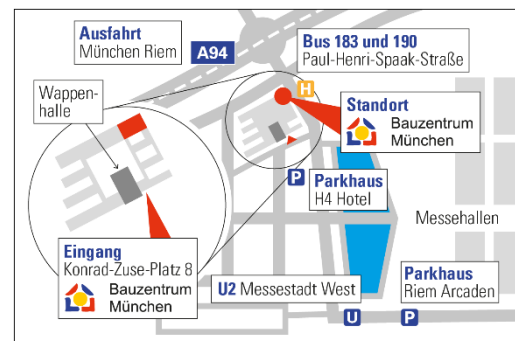 Ausfahrt
München Riem
A94
Bus 183 und 190
Paul-Henri-Spaak-Straße
Wappen-
halle
H
Standort
Bauzentrum
München
P
Parkhaus
H4 Hotel
Messehallen
Eingang
Konrad-Zuse-Platz 8
Bauzentrum
München
U2 Messestadt West
Parkhaus
Riem Arcaden
U
P